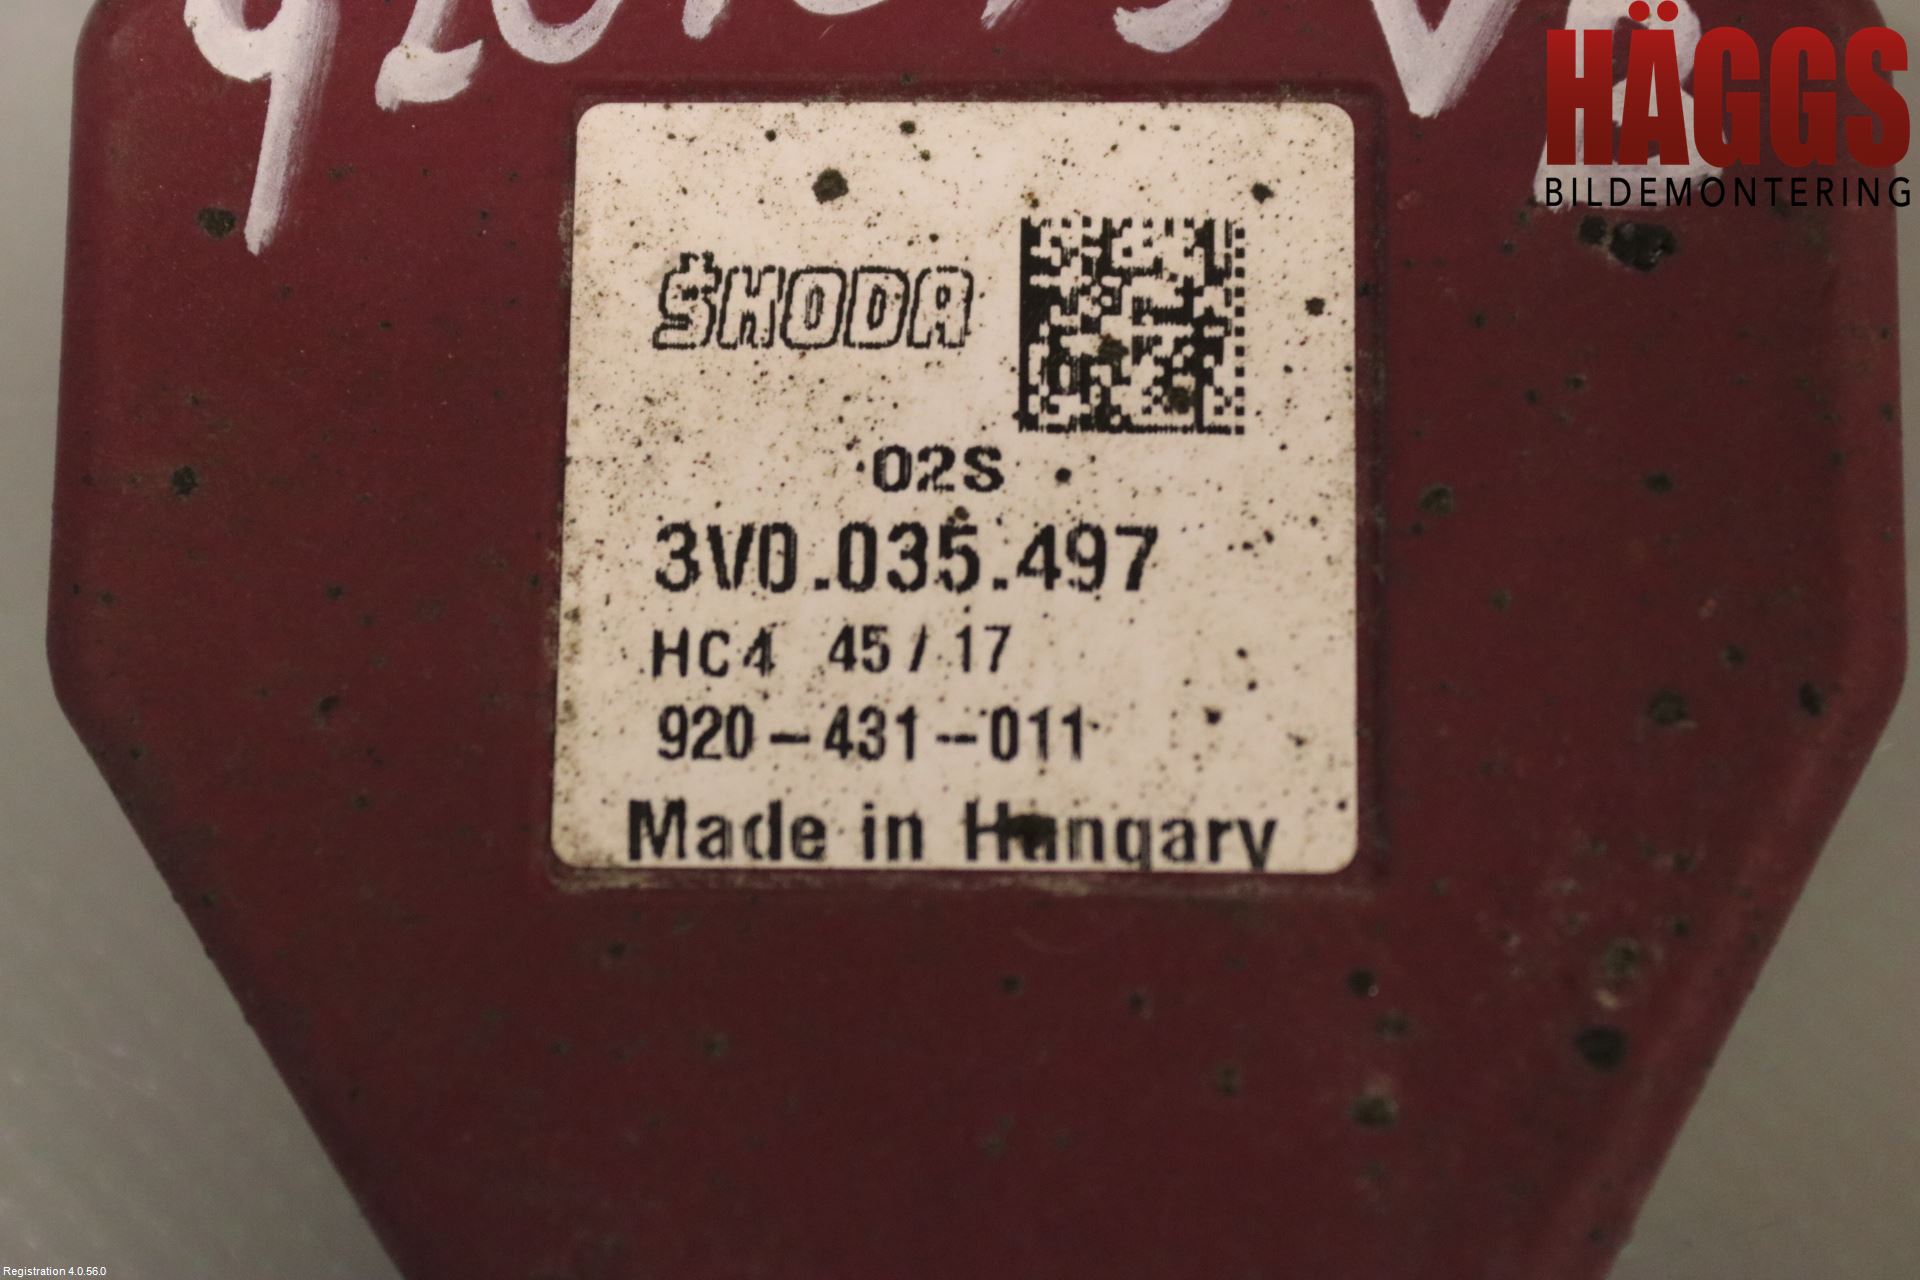 HÄGGS
BILDEMONTERING
ŠKODA
02S
3V0.035.497
HC4 45/17
920-431-011
Made in Hungary
Registration 4.0.56.0